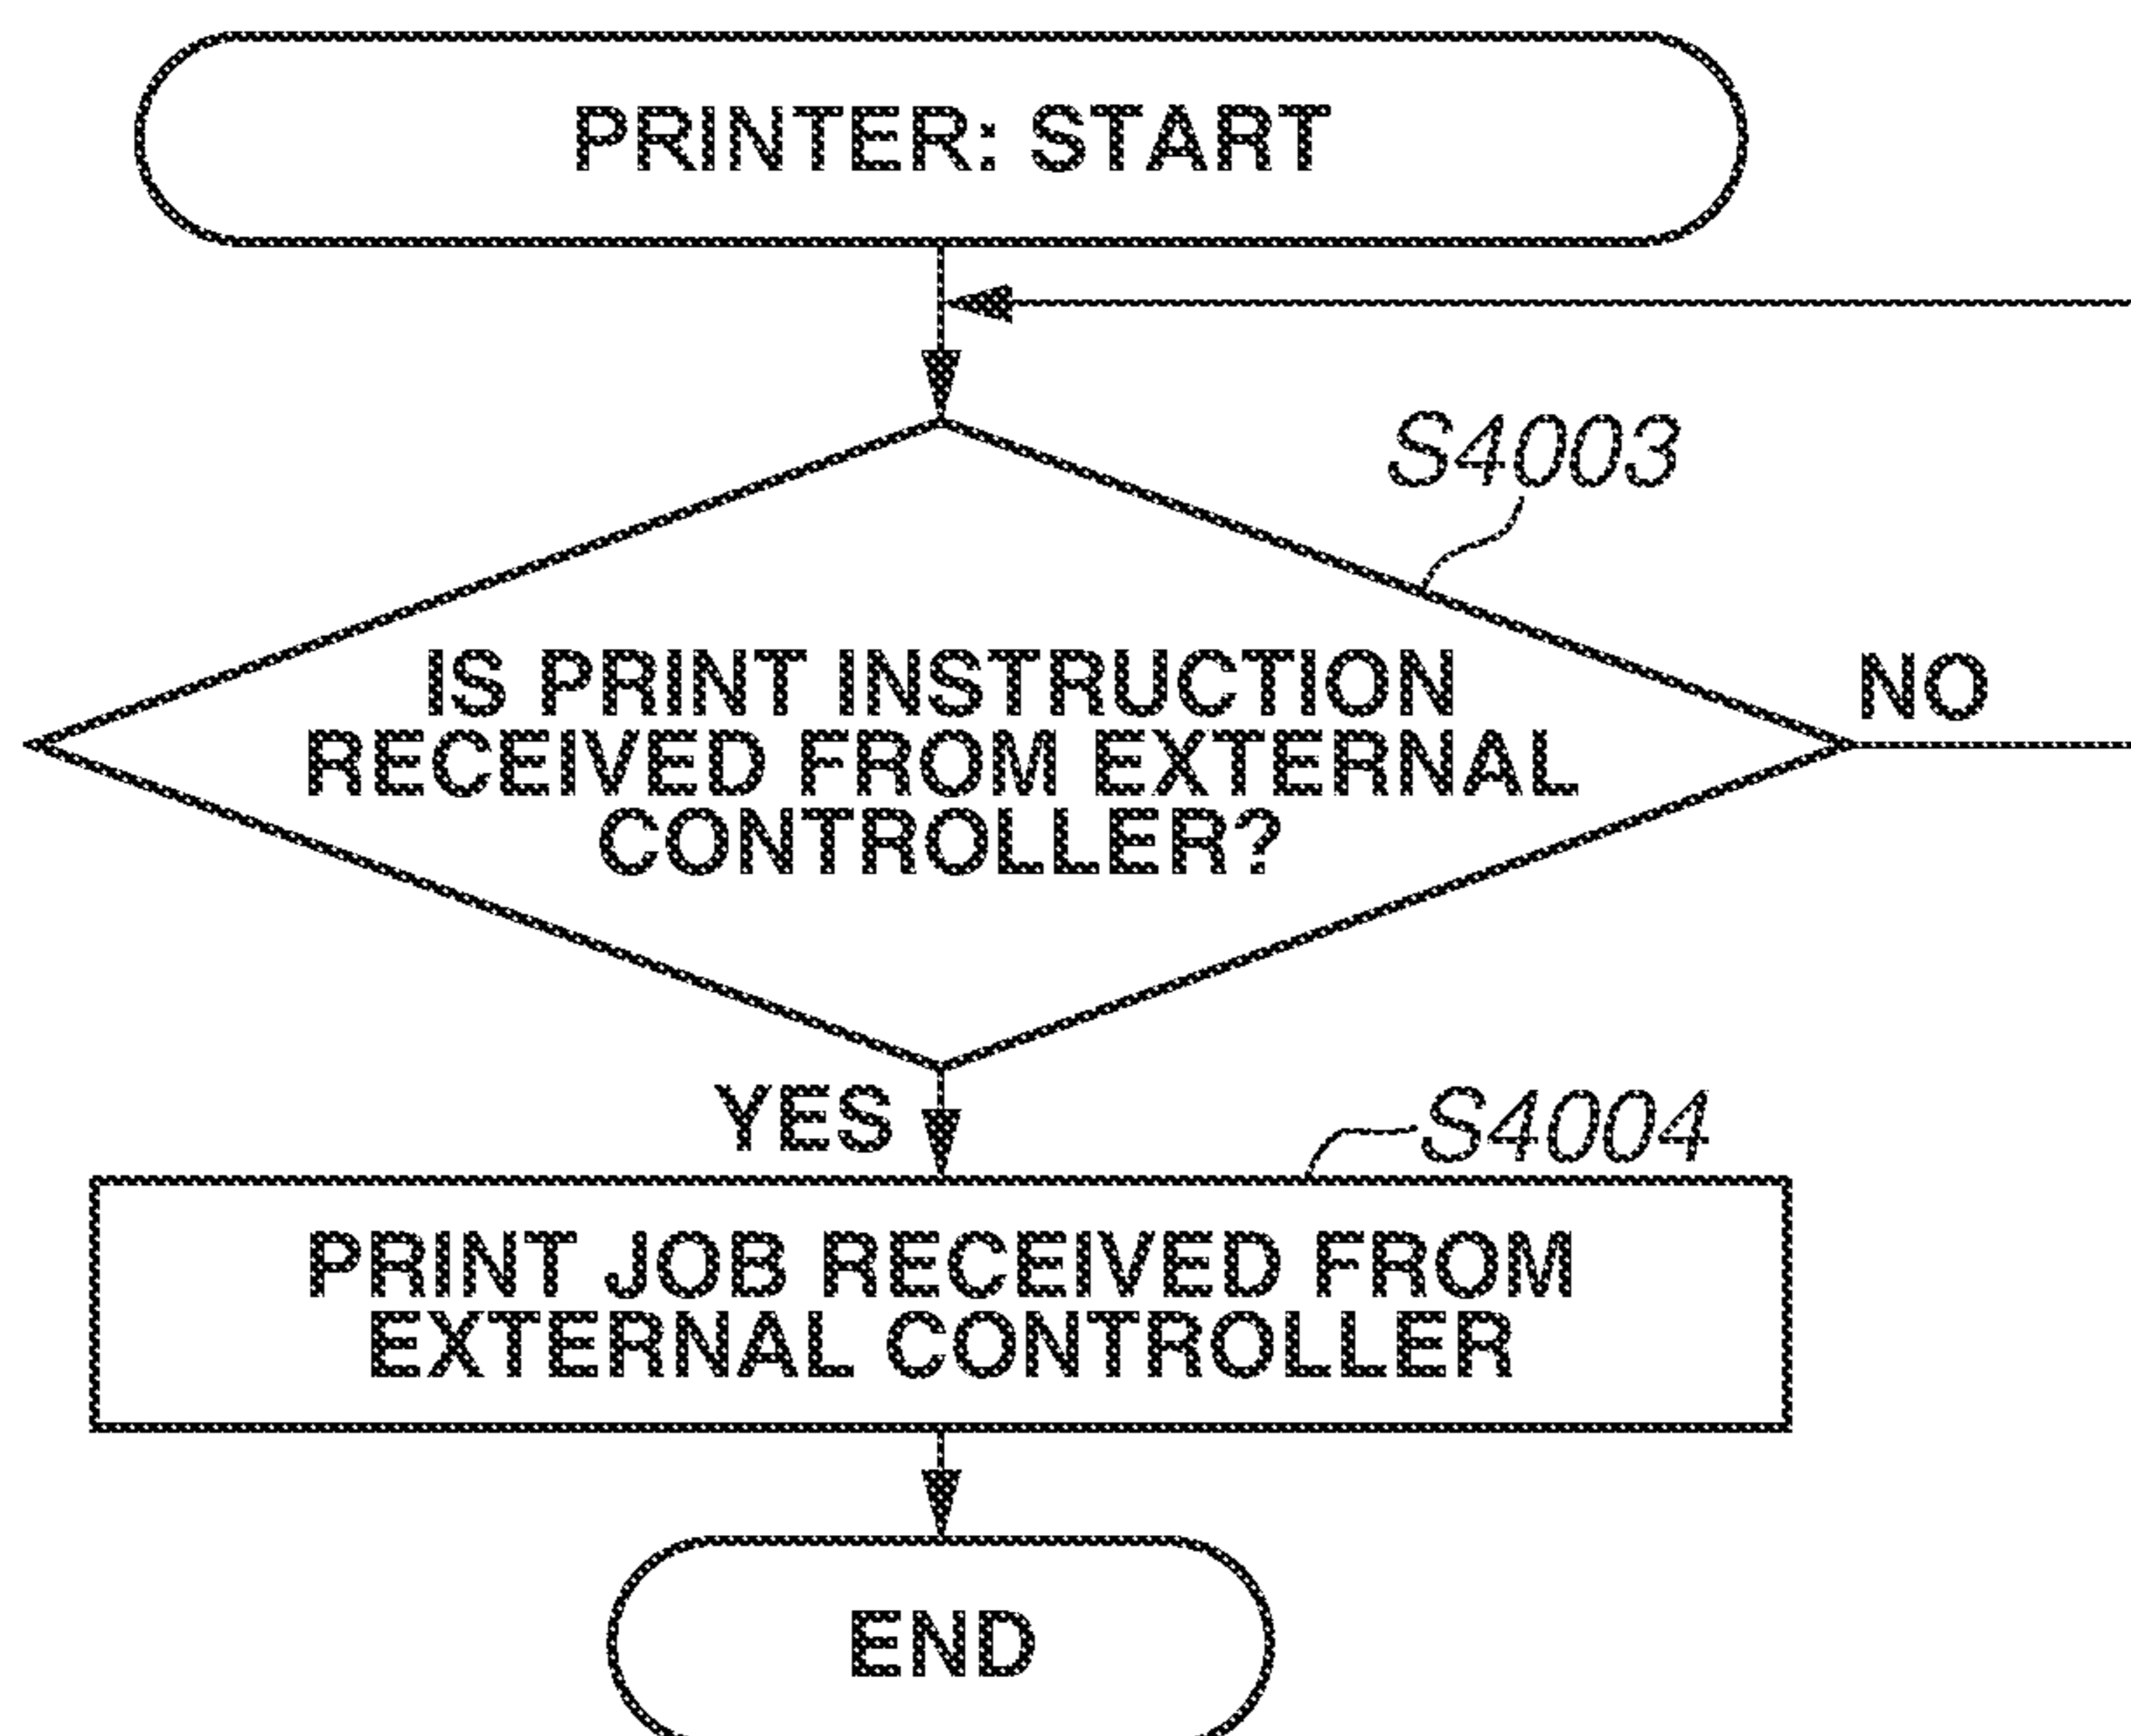 PRINTER: START
S4003
IS PRINT INSTRUCTION
RECEIVED FROM EXTERNAL
CONTROLLER?
NO
YES
S4004
PRINT JOB RECEIVED FROM
EXTERNAL CONTROLLER
END